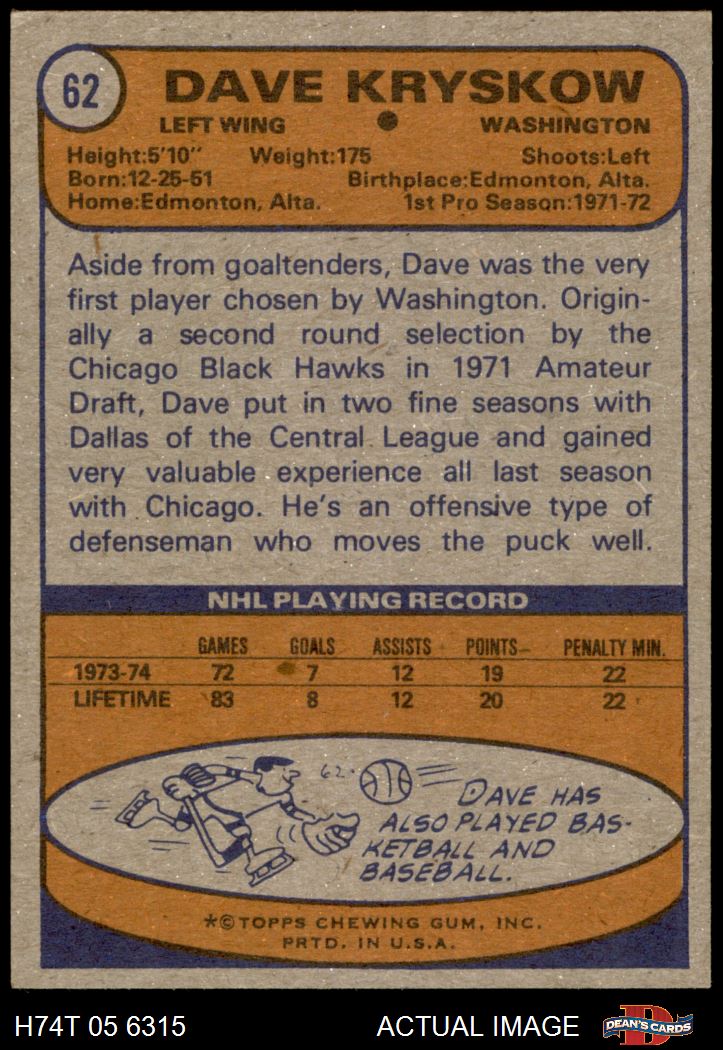 62
DAVE KRYSKOW
LEFT WING ● WASHINGTON
Height:5'10" Weight:175 Shoots:Left
Born:12-25-51 Birthplace:Edmonton, Alta.
Home:Edmonton, Alta. 1st Pro Season:1971-72
Aside from goaltenders, Dave was the very
first player chosen by Washington. Origin-
ally a second round selection by the
Chicago Black Hawks in 1971 Amateur
Draft, Dave put in two fine seasons with
Dallas of the Central League and gained
very valuable experience all last season
with Chicago. He's an offensive type of
defenseman who moves the puck well.
NHL PLAYING RECORD
GAMES GOALS ASSISTS POINTS PENALTY MIN.
1973-74 72 7 12 19 22
LIFETIME 83 8 12 20 22
62.
DAVE HAS
ALSO PLAYED BAS-
KETBALL AND
BASEBALL.
*©TOPPS CHEWING GUM, INC.
PRTD. IN U.S.A.
H74T 05 6315 ACTUAL IMAGE
D
DEAN'S CARDS